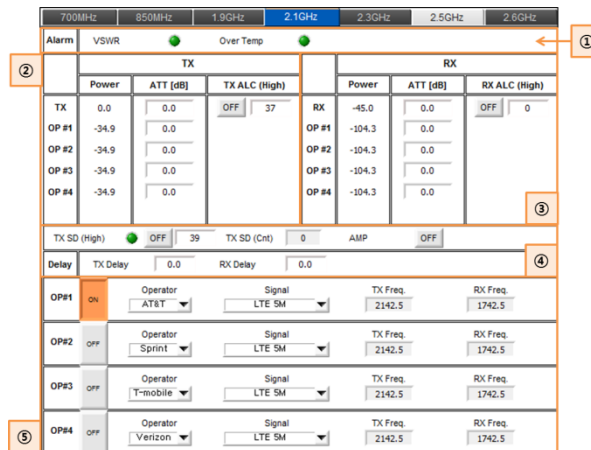 700MHz 850MHz 1.9GHz 2.1GHz 2.3GHz 2.5GHz 2.6GHz
Alarm VSWR Over Temp ①
② TX RX
Power ATT [dB] TX ALC (High) Power ATT [dB] RX ALC (High)
TX 0.0 0.0 OFF 37 RX -45.0 0.0 OFF 0
OP #1 -34.9 0.0 OP #1 -104.3 0.0
OP #2 -34.9 0.0 OP #2 -104.3 0.0
OP #3 -34.9 0.0 OP #3 -104.3 0.0
OP #4 -34.9 0.0 OP #4 -104.3 0.0
③
TX SD (High) OFF 39 TX SD (Cnt) 0 AMP OFF
Delay TX Delay 0.0 RX Delay 0.0 ④
Operator Signal TX Freq. RX Freq.
OP#1 ON AT&T LTE 5M 2142.5 1742.5
Operator Signal TX Freq. RX Freq.
OP#2 OFF Sprint LTE 5M 2142.5 1742.5
Operator Signal TX Freq. RX Freq.
OP#3 OFF T-mobile LTE 5M 2142.5 1742.5
Operator Signal TX Freq. RX Freq.
⑤ OP#4 OFF Verizon LTE 5M 2142.5 1742.5